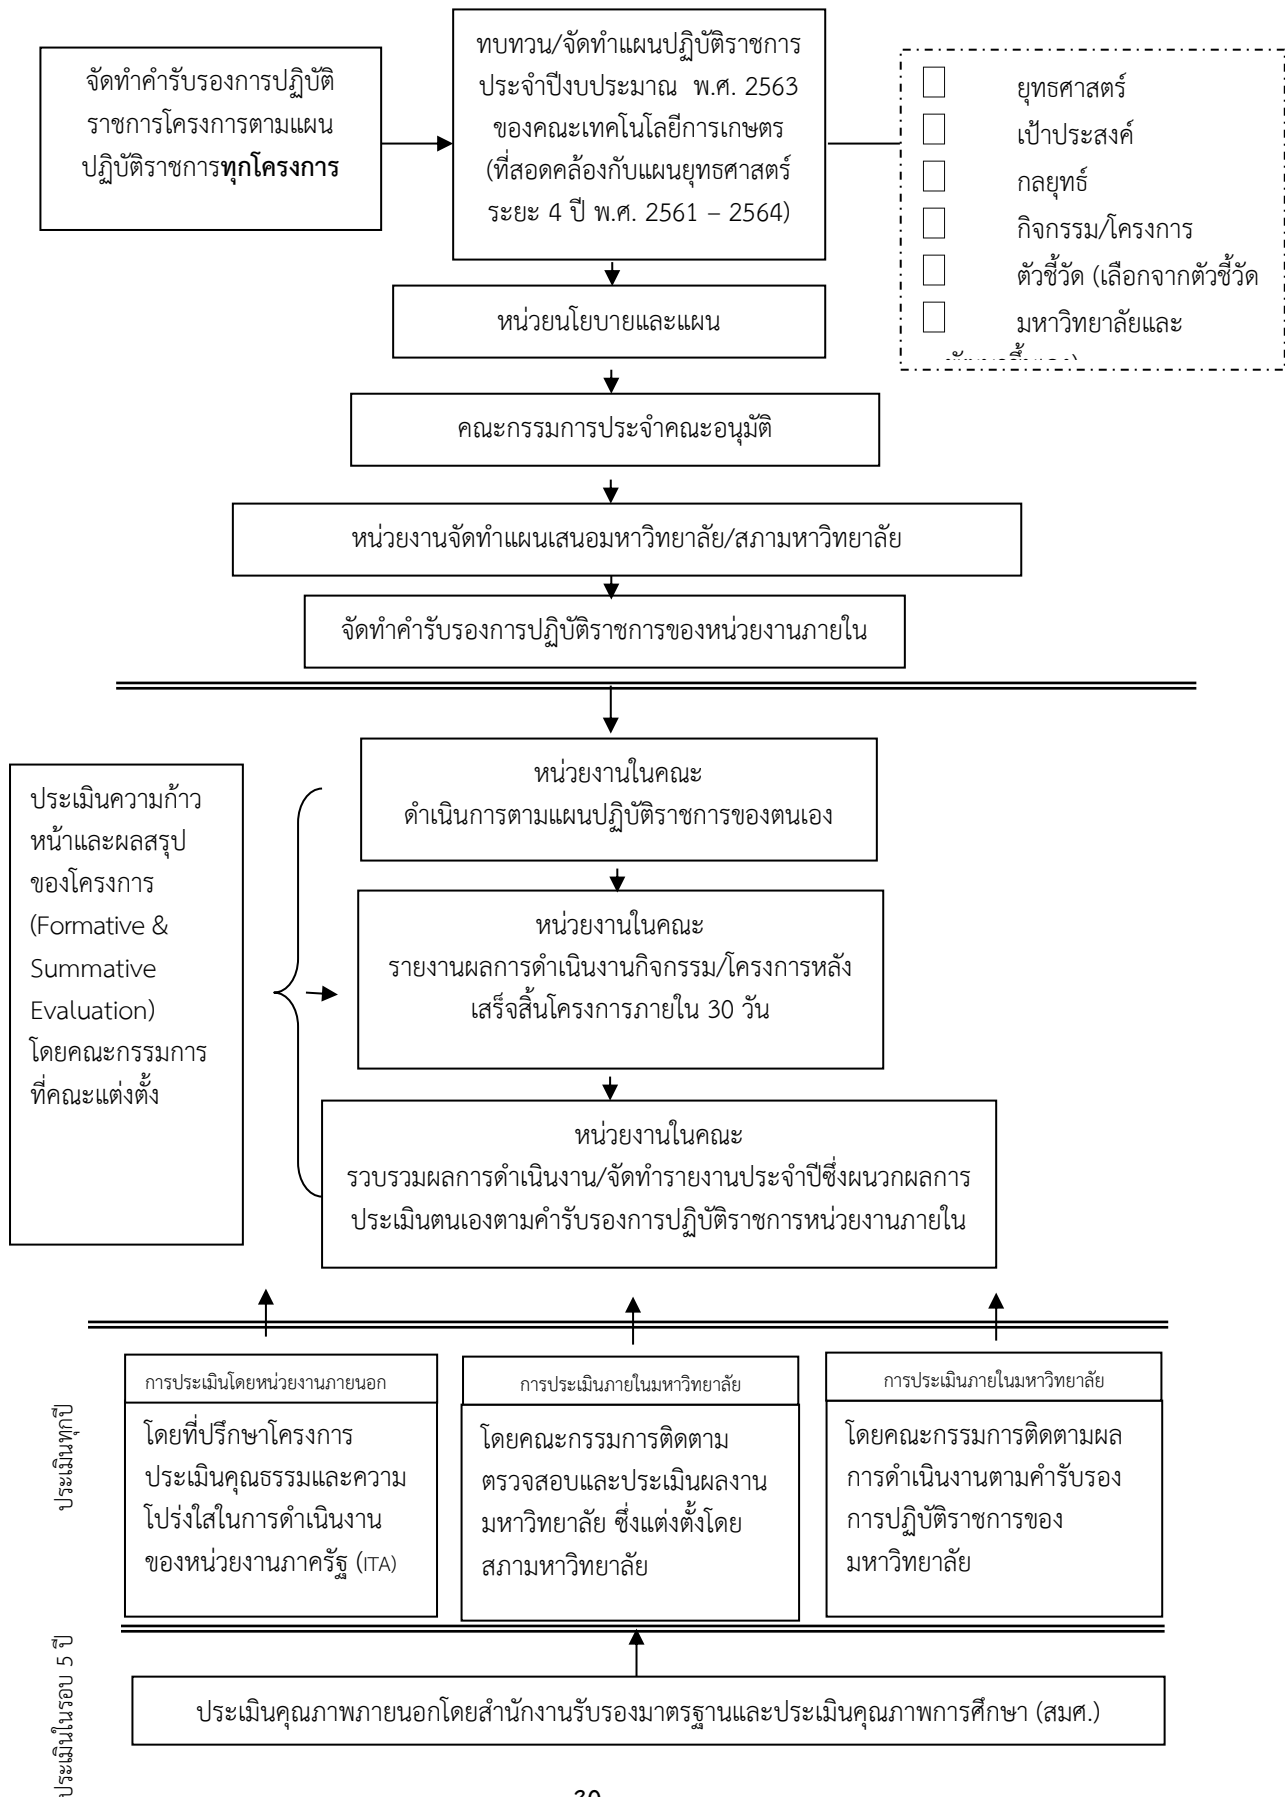 จัดทำคำรับรองการปฏิบัติ
ราชการโครงการตามแผน
ปฏิบัติราชการทุกโครงการ
ทบทวน/จัดทำแผนปฏิบัติราชการ
ประจำปีงบประมาณ พ.ศ. 2563
ของคณะเทคโนโลยีการเกษตร
(ที่สอดคล้องกับแผนยุทธศาสตร์
ระยะ 4 ปี พ.ศ. 2561 – 2564)
ยุทธศาสตร์
เป้าประสงค์
กลยุทธ์
กิจกรรม/โครงการ
ตัวชี้วัด (เลือกจากตัวชี้วัด
มหาวิทยาลัยและ
หน่วยนโยบายและแผน
คณะกรรมการประจำคณะอนุมัติ
หน่วยงานจัดทำแผนเสนอมหาวิทยาลัย/สภามหาวิทยาลัย
จัดทำคำรับรองการปฏิบัติราชการของหน่วยงานภายใน
ประเมินความก้าว
หน้าและผลสรุป
ของโครงการ
(Formative &
Summative
Evaluation)
โดยคณะกรรมการ
ที่คณะแต่งตั้ง
หน่วยงานในคณะ
ดำเนินการตามแผนปฏิบัติราชการของตนเอง
หน่วยงานในคณะ
รายงานผลการดำเนินงานกิจกรรม/โครงการหลัง
เสร็จสิ้นโครงการภายใน 30 วัน
หน่วยงานในคณะ
รวบรวมผลการดำเนินงาน/จัดทำรายงานประจำปีซึ่งผนวกผลการ
ประเมินตนเองตามคำรับรองการปฏิบัติราชการหน่วยงานภายใน
ประเมินทุกปี
การประเมินโดยหน่วยงานภายนอก
โดยที่ปรึกษาโครงการ
ประเมินคุณธรรมและความ
โปร่งใสในการดำเนินงาน
ของหน่วยงานภาครัฐ (ITA)
การประเมินภายในมหาวิทยาลัย
โดยคณะกรรมการติดตาม
ตรวจสอบและประเมินผลงาน
มหาวิทยาลัย ซึ่งแต่งตั้งโดย
สภามหาวิทยาลัย
การประเมินภายในมหาวิทยาลัย
โดยคณะกรรมการติดตามผล
การดำเนินงานตามคำรับรอง
การปฏิบัติราชการของ
มหาวิทยาลัย
ประเมินในรอบ 5 ปี
ประเมินคุณภาพภายนอกโดยสำนักงานรับรองมาตรฐานและประเมินคุณภาพการศึกษา (สมศ.)